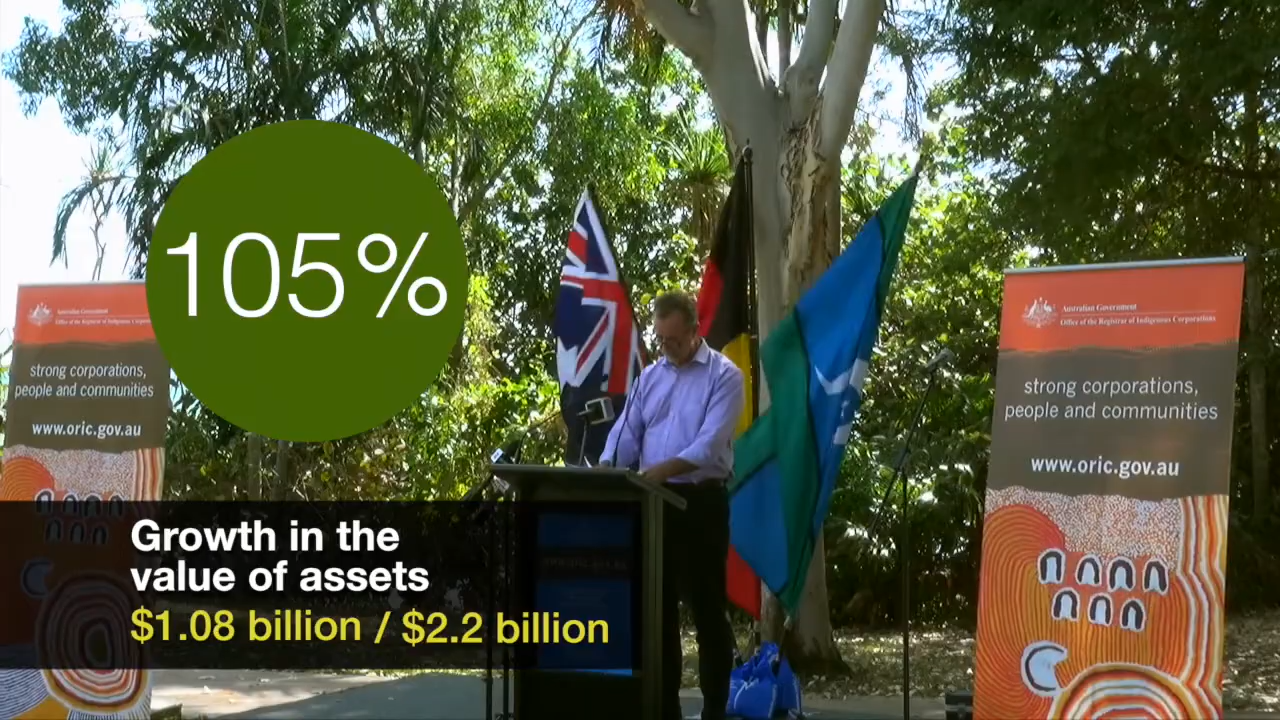 105%
Growth in the
value of assets
$1.08 billion / $2.2 billion
Australian Government
strong corporations,
people and communities
www.oric.gov.au
Australian Government
Office of the Registrar of Indigenous Corporations
strong corporations,
people and communities
www.oric.gov.au